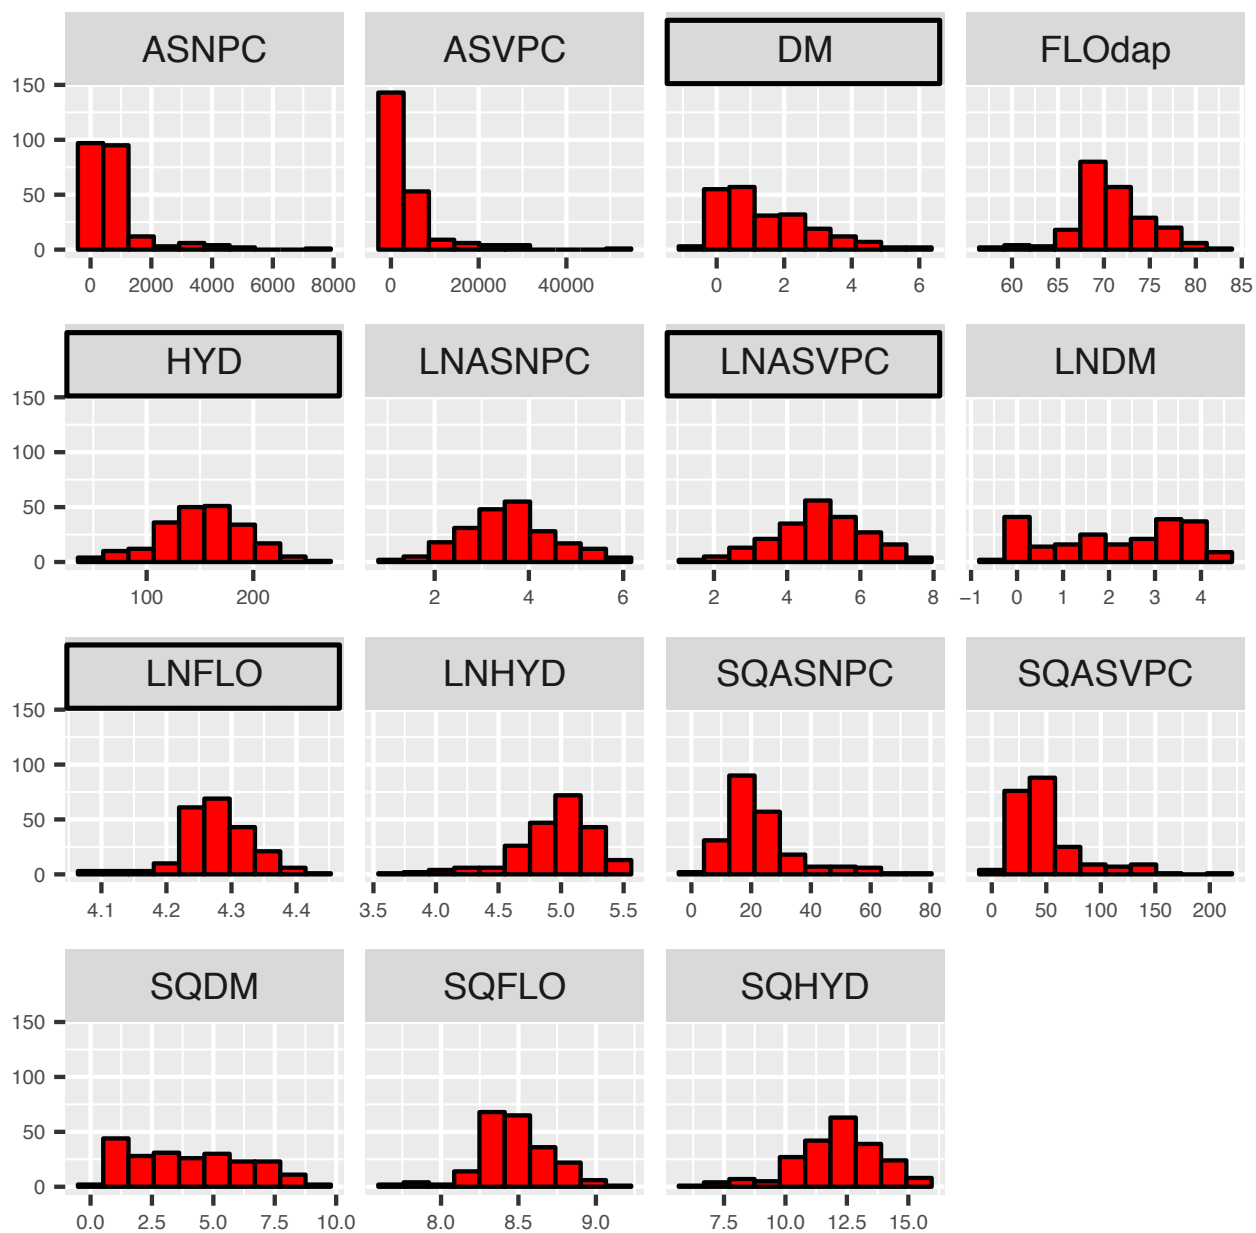 ASNPC ASVPC DM FLOdap
150
100
50
0
0 2000 4000 6000 8000 0 20000 40000 0 2 4 6 60 65 70 75 80 85
HYD LNASNPC LNASVPC LNDM
150
100
50
0
100 200 2 4 6 2 4 6 8 −1 0 1 2 3 4
LNFLO LNHYD SQASNPC SQASVPC
150
100
50
0
4.1 4.2 4.3 4.4 3.5 4.0 4.5 5.0 5.5 0 20 40 60 80 0 50 100 150 200
SQDM SQFLO SQHYD
150
100
50
0
0.0 2.5 5.0 7.5 10.0 8.0 8.5 9.0 7.5 10.0 12.5 15.0